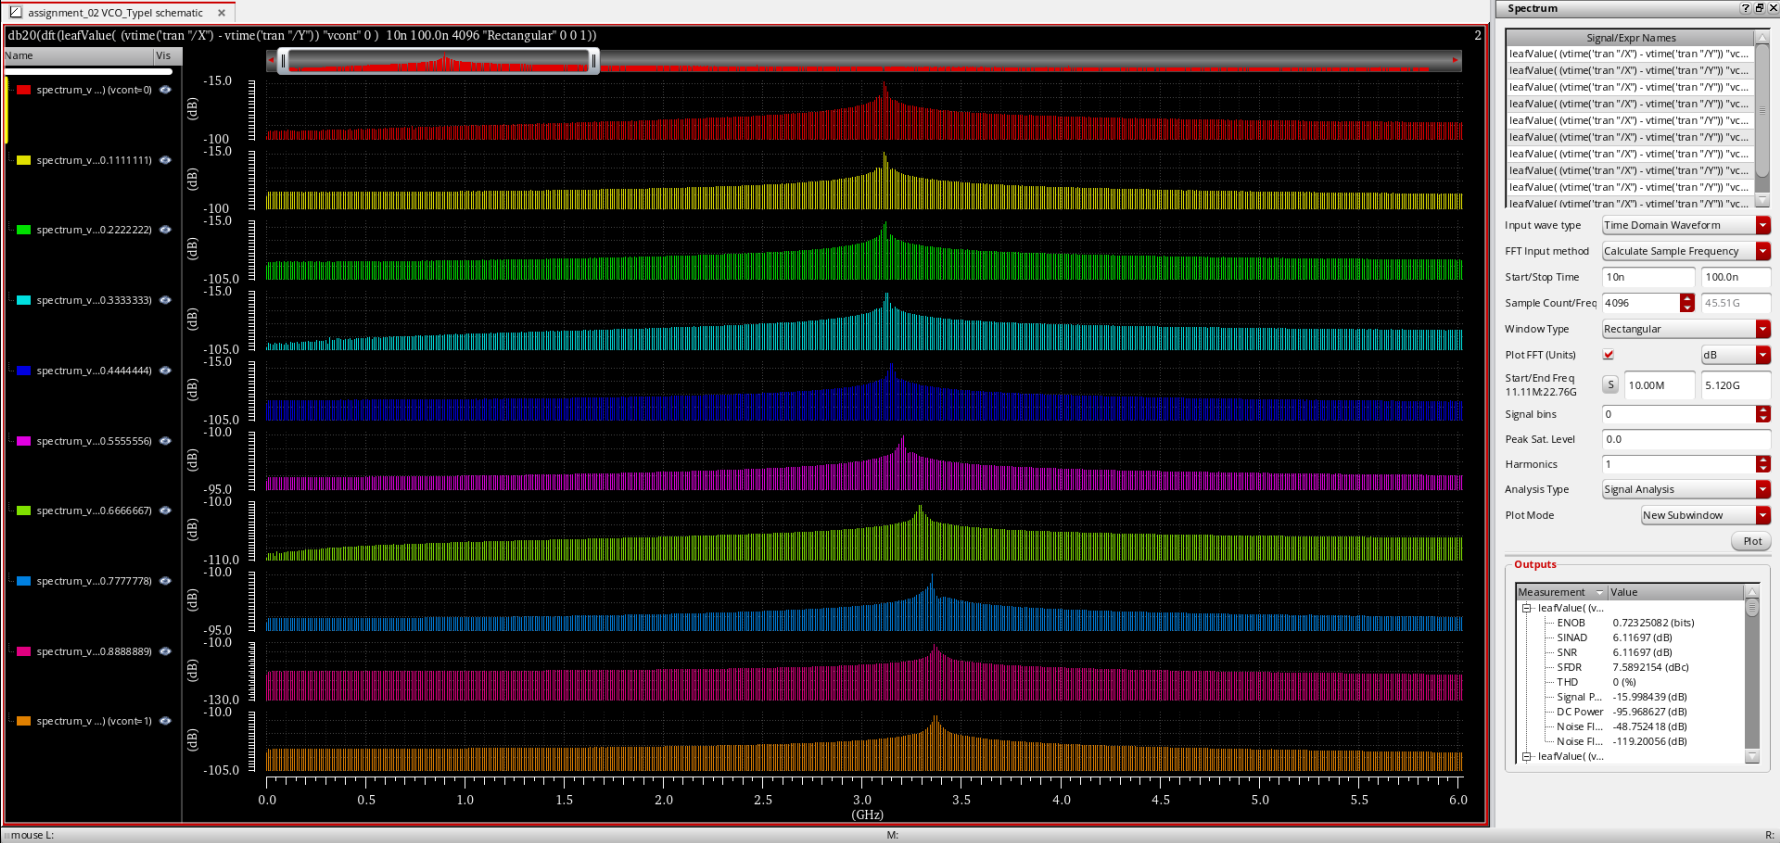 assignment_02 VCO_TypeI schematic
db20(dft(leafValue( (vtime('tran "/X") - vtime('tran "/Y")) "vcont" 0 )  10n 100.0n 4096 "Rectangular" 0 0 1))
2
Name Vis
spectrum_v ...) (vcont=0)
spectrum_v...0.1111111)
spectrum_v...0.2222222)
spectrum_v...0.3333333)
spectrum_v...0.4444444)
spectrum_v...0.5555556)
spectrum_v...0.6666667)
spectrum_v...0.7777778)
spectrum_v...0.8888889)
spectrum_v ...) (vcont=1)
-15.0
(dB)
-100
-15.0
(dB)
-100
-15.0
(dB)
-105.0
-15.0
(dB)
-105.0
-15.0
(dB)
-105.0
-10.0
(dB)
-95.0
-10.0
(dB)
-110.0
-10.0
(dB)
-95.0
-10.0
(dB)
-130.0
-10.0
(dB)
-105.0
0.0 0.5 1.0 1.5 2.0 2.5 3.0 3.5 4.0 4.5 5.0 5.5 6.0
(GHz)
mouse L: M: R:
Spectrum
Signal/Expr Names
leafValue( (vtime('tran "/X") - vtime('tran "/Y")) "vc...
leafValue( (vtime('tran "/X") - vtime('tran "/Y")) "vc...
leafValue( (vtime('tran "/X") - vtime('tran "/Y")) "vc...
leafValue( (vtime('tran "/X") - vtime('tran "/Y")) "vc...
leafValue( (vtime('tran "/X") - vtime('tran "/Y")) "vc...
leafValue( (vtime('tran "/X") - vtime('tran "/Y")) "vc...
leafValue( (vtime('tran "/X") - vtime('tran "/Y")) "vc...
leafValue( (vtime('tran "/X") - vtime('tran "/Y")) "vc...
leafValue( (vtime('tran "/X") - vtime('tran "/Y")) "vc...
leafValue( (vtime('tran "/X") - vtime('tran "/Y")) "vc...
Input wave type Time Domain Waveform
FFT Input method Calculate Sample Frequency
Start/Stop Time 10n 100.0n
Sample Count/Freq 4096 45.51G
Window Type Rectangular
Plot FFT (Units) dB
Start/End Freq
11.11M:22.76G S 10.00M 5.120G
Signal bins 0
Peak Sat. Level 0.0
Harmonics 1
Analysis Type Signal Analysis
Plot Mode New Subwindow
Plot
Outputs
Measurement Value
leafValue( (v...
ENOB 0.72325082 (bits)
SINAD 6.11697 (dB)
SNR 6.11697 (dB)
SFDR 7.5892154 (dBc)
THD 0 (%)
Signal P... -15.998439 (dB)
DC Power -95.968627 (dB)
Noise Fl... -48.752418 (dB)
Noise Fl... -119.20056 (dB)
leafValue( (v...